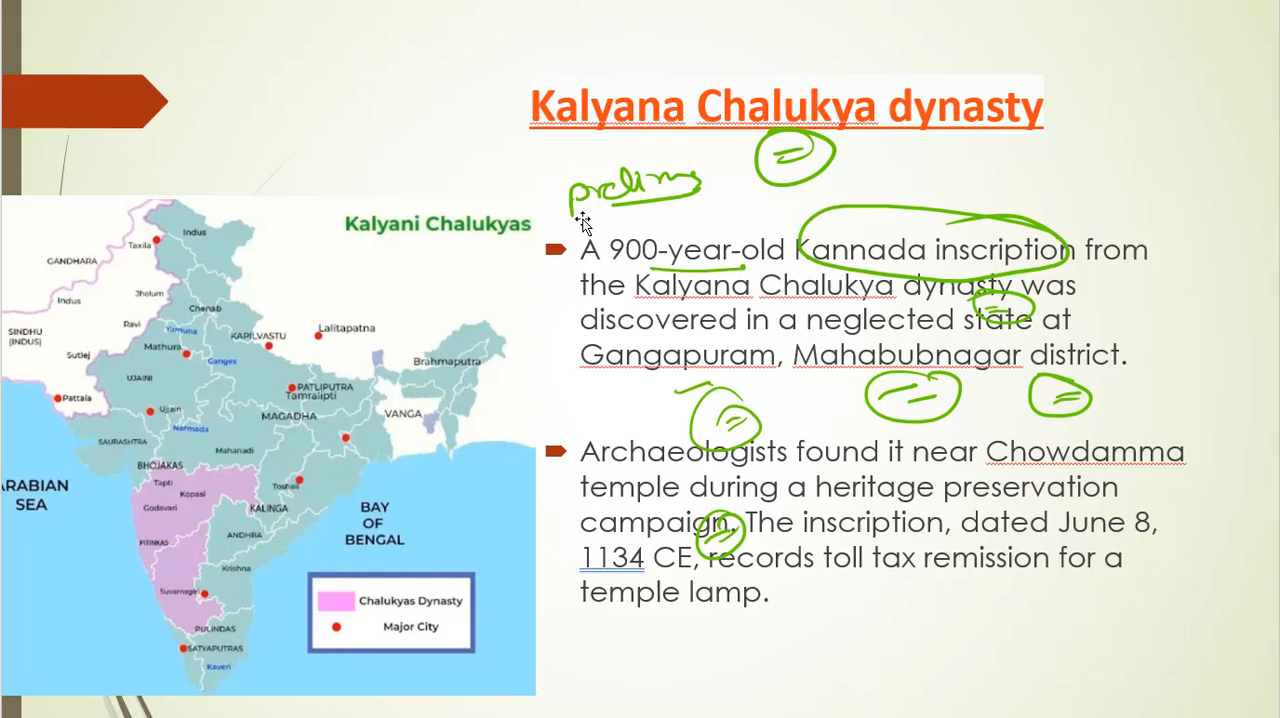 Kalyana Chalukya dynasty
prelims
A 900-year-old Kannada inscription from
the Kalyana Chalukya dynasty was
discovered in a neglected state at
Gangapuram, Mahabubnagar district.
Archaeologists found it near Chowdamma
temple during a heritage preservation
campaign. The inscription, dated June 8,
1134 CE, records toll tax remission for a
temple lamp.
Kalyani Chalukyas
Indus
Taxila
GANDHARA
Jhelum
Indus
Chenab
Ravi
SINDHU
(INDUS)
Yamuna
Lalitapatna
KAPILVASTU
Mathura
Sutlej
Ganges
Brahmaputra
UJAINI
PATLIPUTRA
Tamralipti
Pattala
Ujjain
MAGADHA
VANGA
Narmada
SAURASHTRA
Mahanadi
BHOJAKAS
ARABIAN
SEA
Tapti
Kopasi
Toshali
Godavari
KALINGA
BAY
OF
BENGAL
ANDHRA
PITINKAS
Krishna
Suvarnagiri
Chalukyas Dynasty
Major City
PULINDAS
SATYAPUTRAS
Kaveri